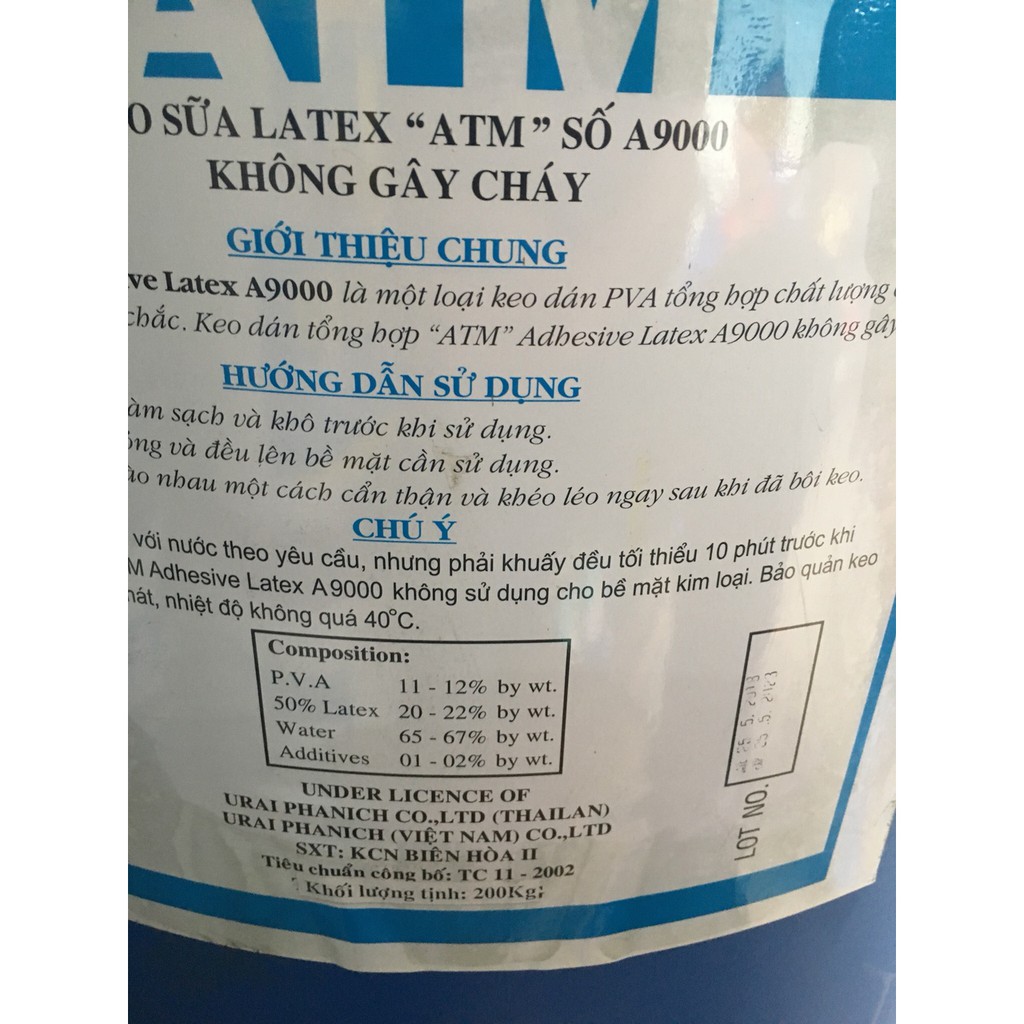 ATM
O SỮA LATEX “ATM” SỐ A9000
KHÔNG GÂY CHÁY
GIỚI THIỆU CHUNG
ve Latex A9000 là một loại keo dán PVA tổng hợp chất lượng
chắc. Keo dán tổng hợp “ATM” Adhesive Latex A9000 không gây
HƯỚNG DẪN SỬ DỤNG
àm sạch và khô trước khi sử dụng.
ỏng và đều lên bề mặt cần sử dụng.
ào nhau một cách cẩn thận và khéo léo ngay sau khi đã bôi keo.
CHÚ Ý
với nước theo yêu cầu, nhưng phải khuấy đều tối thiểu 10 phút trước khi
M Adhesive Latex A9000 không sử dụng cho bề mặt kim loại. Bảo quản keo
mát, nhiệt độ không quá 40°C.
Composition:
P.V.A 11 - 12% by wt.
50% Latex 20 - 22% by wt.
Water 65 - 67% by wt.
Additives 01 - 02% by wt.
UNDER LICENCE OF
URAI PHANICH CO.,LTD (THAILAN)
URAI PHANICH (VIỆT NAM) CO.,LTD
SXT: KCN BIÊN HÒA II
Tiêu chuẩn công bố: TC 11 - 2002
Khối lượng tịnh: 200Kg
LOT NO.